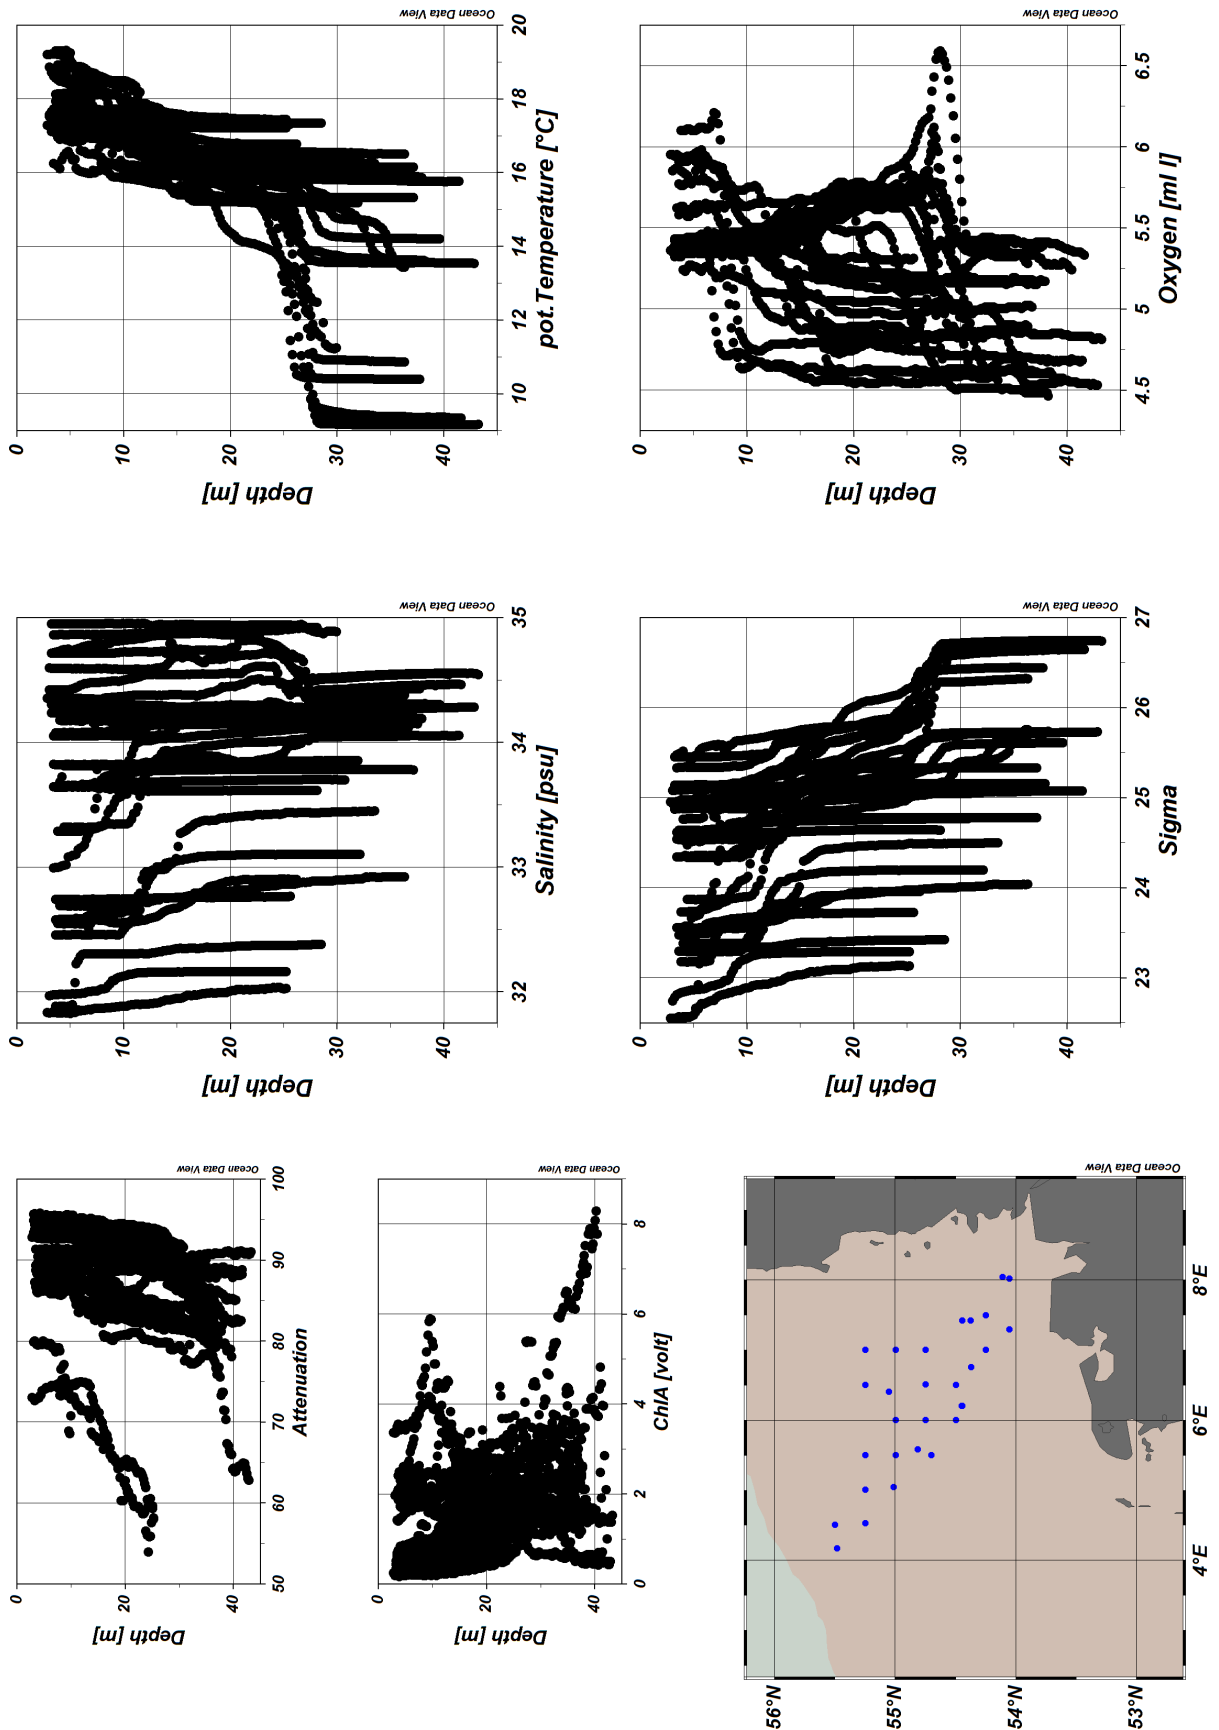 Ocean Data View
Depth [m]
0
20
40
50 60 70 80 90 100
Attenuation
Ocean Data View
Depth [m]
0
10
20
30
40
32 33 34 35
Salinity [psu]
Ocean Data View
Depth [m]
0
10
20
30
40
10 12 14 16 18 20
pot.Temperature [°C]
Ocean Data View
Depth [m]
0
20
40
0 2 4 6 8
ChlA [volt]
Ocean Data View
56°N
55°N
54°N
53°N
4°E 6°E 8°E
Ocean Data View
Depth [m]
0
10
20
30
40
23 24 25 26 27
Sigma
Ocean Data View
Depth [m]
0
10
20
30
40
4.5 5 5.5 6 6.5
Oxygen [ml l]